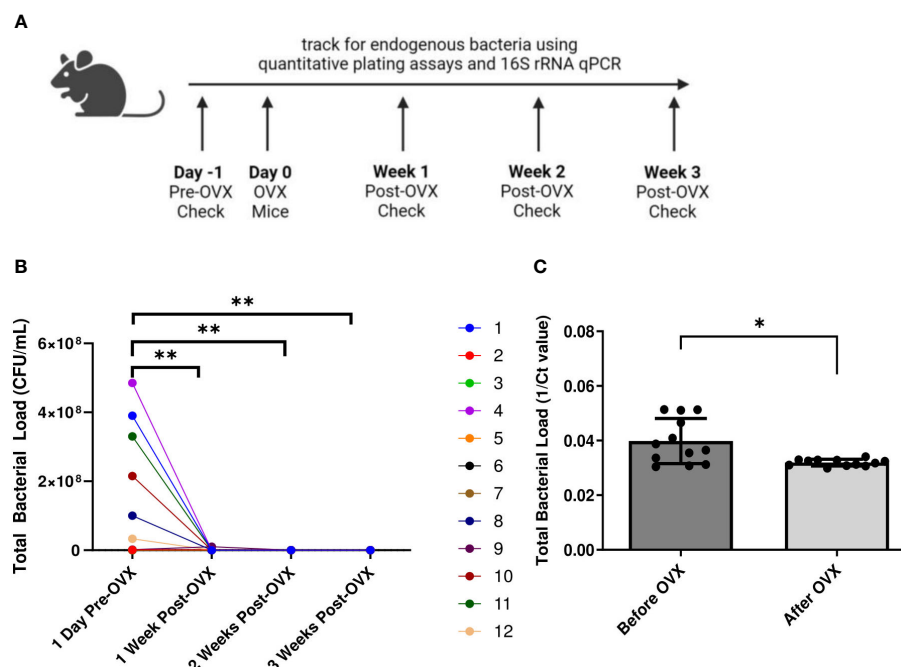 A
track for endogenous bacteria using
quantitative plating assays and 16S rRNA qPCR
Day -1
Pre-OVX
Check
Day 0
OVX
Mice
Week 1
Post-OVX
Check
Week 2
Post-OVX
Check
Week 3
Post-OVX
Check
B
Total Bacterial Load (CFU/mL)
6×10⁸
4×10⁸
2×10⁸
0
**
**
**
1 Day Pre-OVX
1 Week Post-OVX
2 Weeks Post-OVX
3 Weeks Post-OVX
1
2
3
4
5
6
7
8
9
10
11
12
C
Total Bacterial Load (1/Ct value)
0.08
0.06
0.04
0.02
0.00
*
Before OVX
After OVX